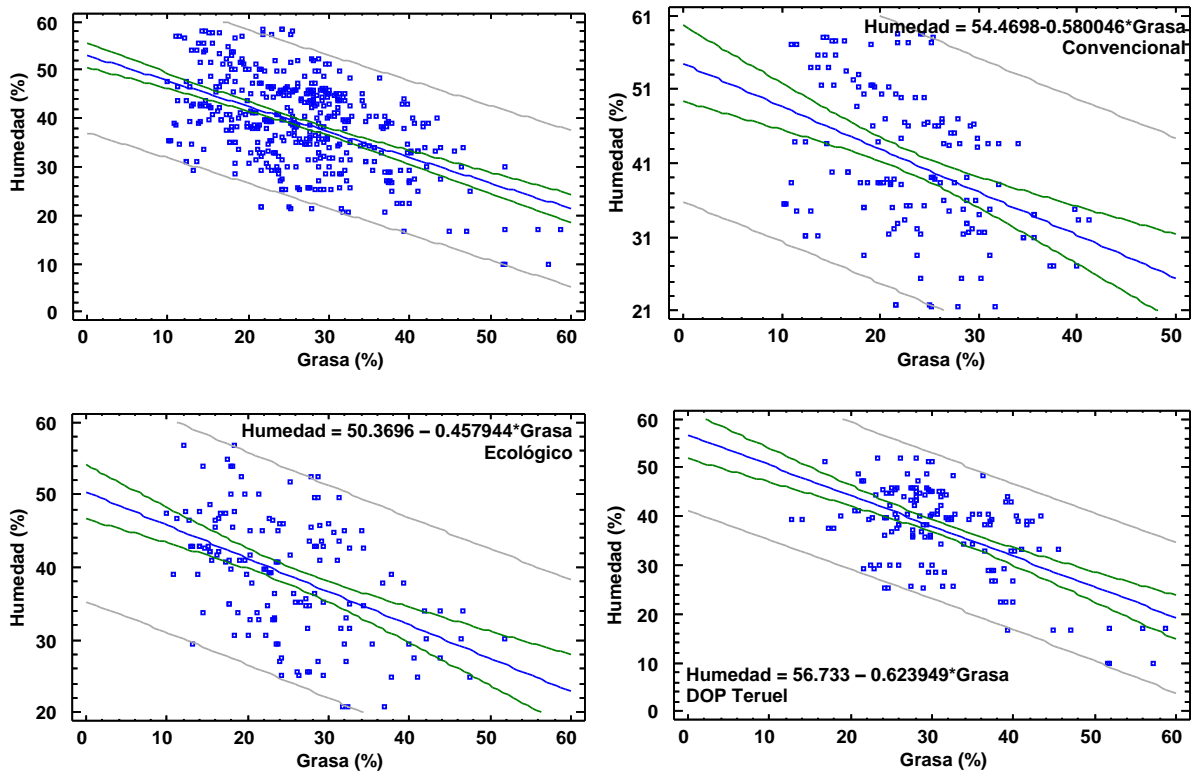 60
50
40
30
20
10
0
Humedad (%)
0 10 20 30 40 50 60
Grasa (%)
61
51
41
31
21
Humedad (%)
Humedad = 54.4698-0.580046*Grasa
Convencional
0 10 20 30 40 50
Grasa (%)
60
50
40
30
20
Humedad (%)
Humedad = 50.3696 – 0.457944*Grasa
Ecológico
0 10 20 30 40 50 60
Grasa (%)
60
50
40
30
20
10
0
Humedad (%)
Humedad = 56.733 – 0.623949*Grasa
DOP Teruel
0 10 20 30 40 50 60
Grasa (%)